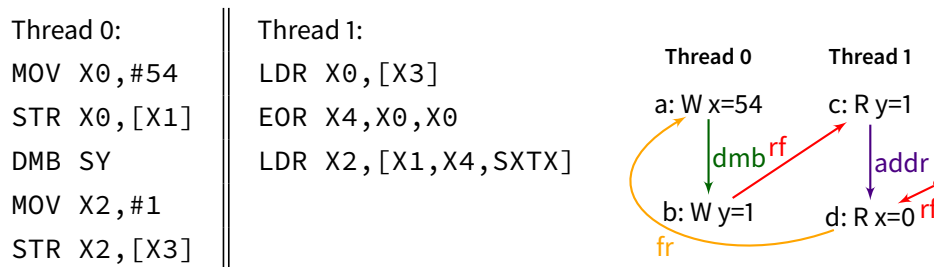 Thread 0:
MOV X0,#54
STR X0,[X1]
DMB SY
MOV X2,#1
STR X2,[X3]
Thread 1:
LDR X0,[X3]
EOR X4,X0,X0
LDR X2,[X1,X4,SXTX]
Thread 0 Thread 1
a: W x=54 c: R y=1
dmb rf addr
b: W y=1 d: R x=0 rf
fr